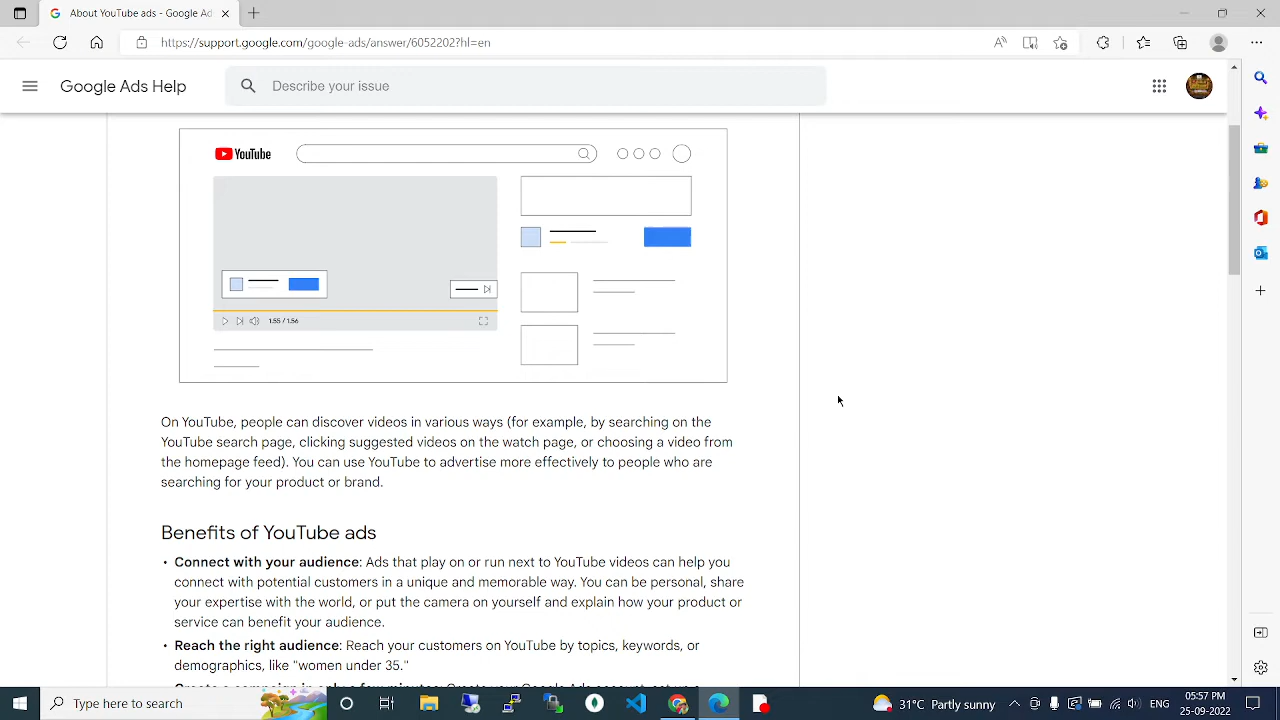 About YouTube ads - Google Ad
https://support.google.com/google-ads/answer/6052202?hl=en
Google Ads Help
Describe your issue
YouTube
1:55 / 1:56
On YouTube, people can discover videos in various ways (for example, by searching on the
YouTube search page, clicking suggested videos on the watch page, or choosing a video from
the homepage feed). You can use YouTube to advertise more effectively to people who are
searching for your product or brand.
Benefits of YouTube ads
• Connect with your audience: Ads that play on or run next to YouTube videos can help you
connect with potential customers in a unique and memorable way. You can be personal, share
your expertise with the world, or put the camera on yourself and explain how your product or
service can benefit your audience.
• Reach the right audience: Reach your customers on YouTube by topics, keywords, or
demographics, like "women under 35."
Type here to search
31°C Partly sunny
ENG
05:57 PM
25-09-2022